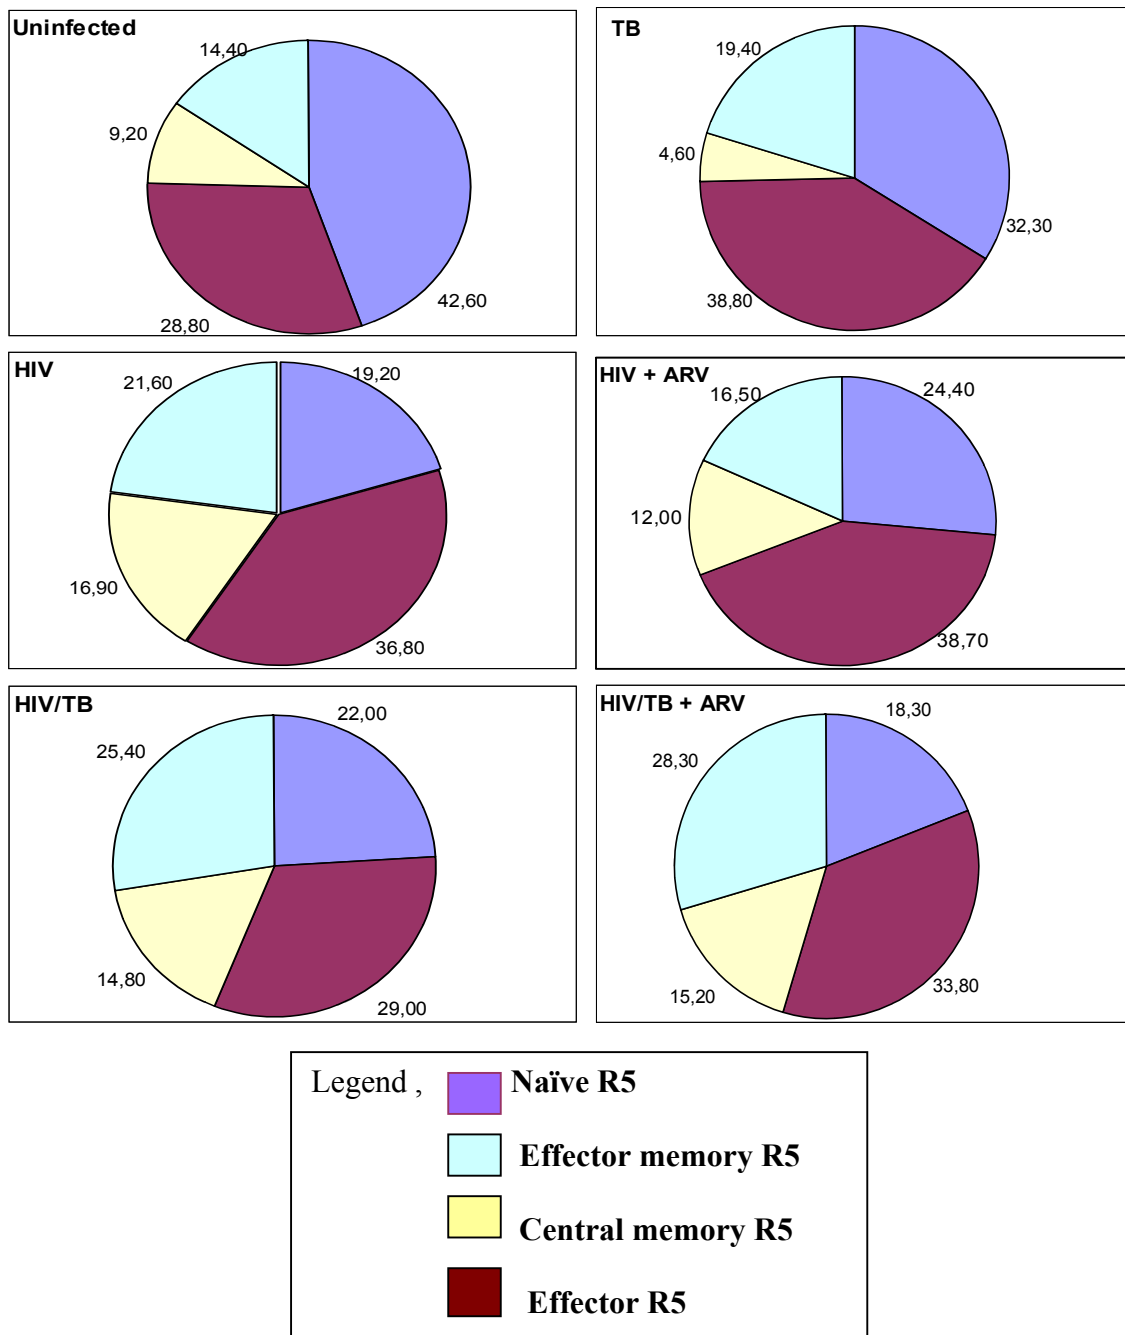 Uninfected
14,40
9,20
28,80
42,60
TB
19,40
4,60
38,80
32,30
HIV
21,60
19,20
16,90
36,80
HIV + ARV
16,50
24,40
12,00
38,70
HIV/TB
25,40
22,00
14,80
29,00
HIV/TB + ARV
28,30
18,30
15,20
33,80
Legend ,
Naïve R5
Effector memory R5
Central memory R5
Effector R5